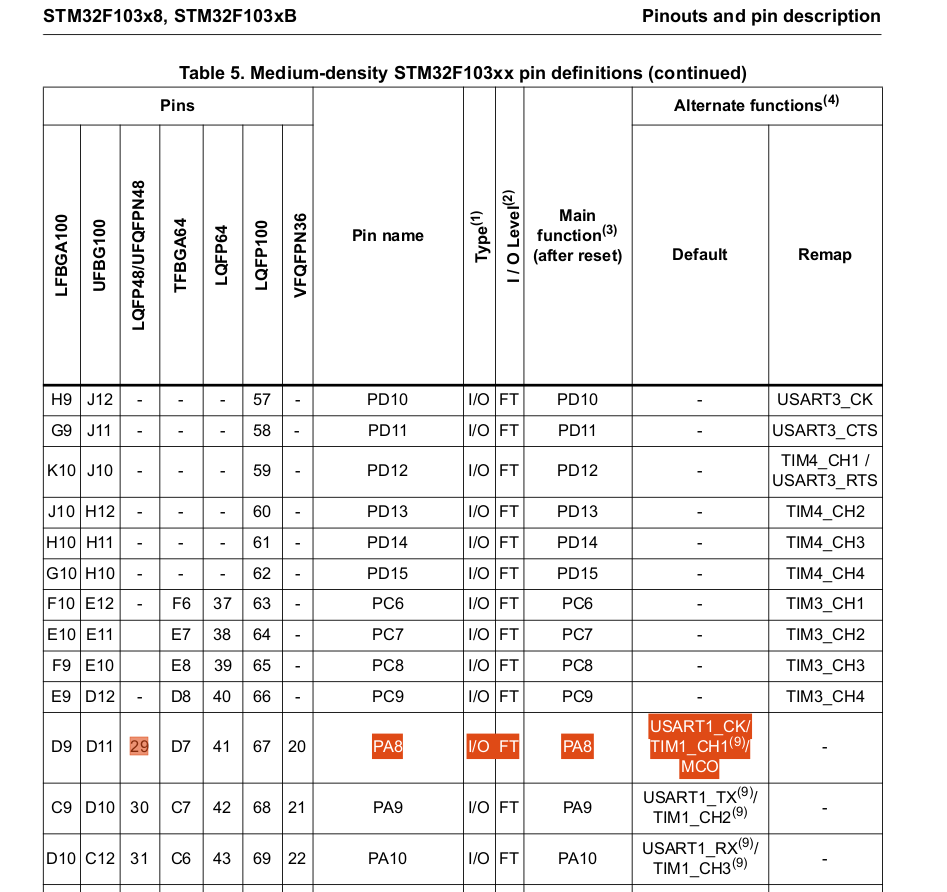 STM32F103x8, STM32F103xB Pinouts and pin description
Table 5. Medium-density STM32F103xx pin definitions (continued)
Pins Alternate functions(4)
LFBGA100 UFBG100 LQFP48/UFQFPN48 TFBGA64 LQFP64 LQFP100 VFQFPN36 Pin name Type(1) I / O Level(2) Main
function(3)
(after reset) Default Remap
H9 J12 - - - 57 - PD10 I/O FT PD10 - USART3_CK
G9 J11 - - - 58 - PD11 I/O FT PD11 - USART3_CTS
K10 J10 - - - 59 - PD12 I/O FT PD12 - TIM4_CH1 /
USART3_RTS
J10 H12 - - - 60 - PD13 I/O FT PD13 - TIM4_CH2
H10 H11 - - - 61 - PD14 I/O FT PD14 - TIM4_CH3
G10 H10 - - - 62 - PD15 I/O FT PD15 - TIM4_CH4
F10 E12 - F6 37 63 - PC6 I/O FT PC6 - TIM3_CH1
E10 E11 E7 38 64 - PC7 I/O FT PC7 - TIM3_CH2
F9 E10 E8 39 65 - PC8 I/O FT PC8 - TIM3_CH3
E9 D12 - D8 40 66 - PC9 I/O FT PC9 - TIM3_CH4
D9 D11 29 D7 41 67 20 PA8 I/O FT PA8 USART1_CK/
TIM1_CH1(9)/
MCO -
C9 D10 30 C7 42 68 21 PA9 I/O FT PA9 USART1_TX(9)/
TIM1_CH2(9) -
D10 C12 31 C6 43 69 22 PA10 I/O FT PA10 USART1_RX(9)/
TIM1_CH3(9) -